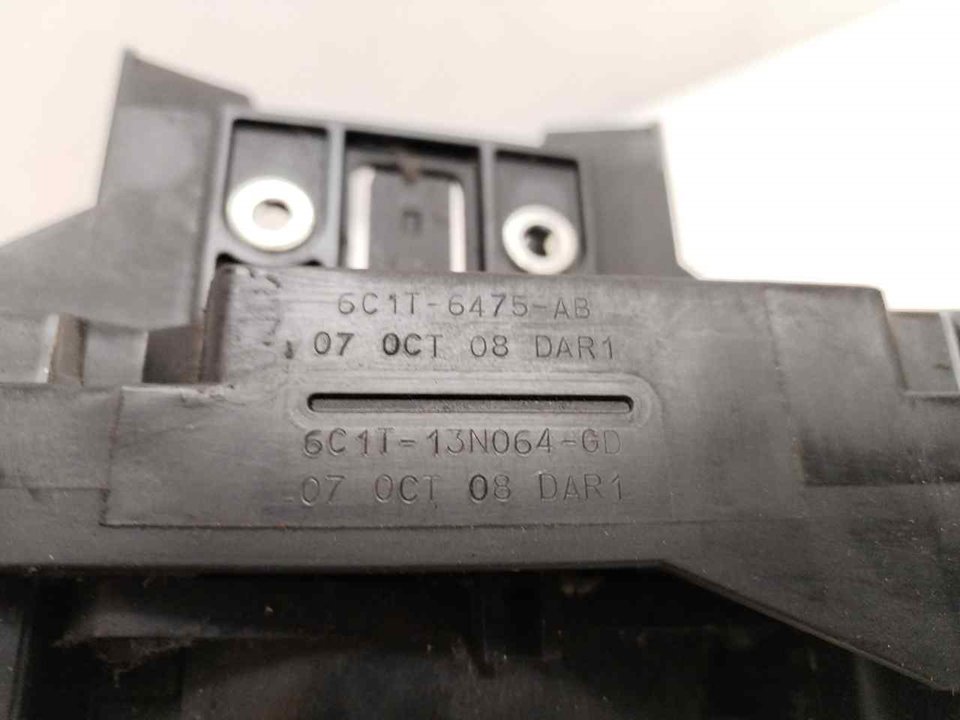 6C1T-6475-AB
07 OCT 08 DAR1
6C1T-13N064-GD
07 OCT 08 DAR1